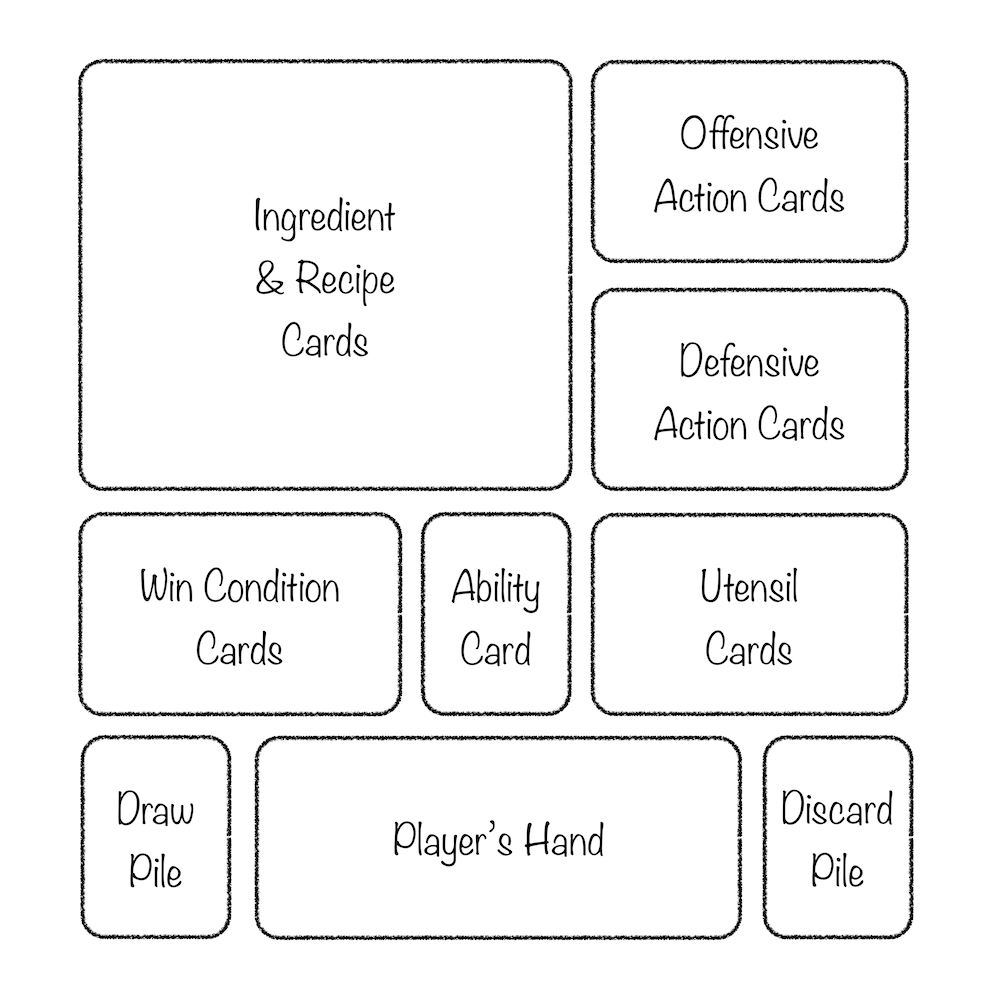 Ingredient
& Recipe
Cards
Offensive
Action Cards
Defensive
Action Cards
Win Condition
Cards
Ability
Card
Utensil
Cards
Draw
Pile
Player's Hand
Discard
Pile